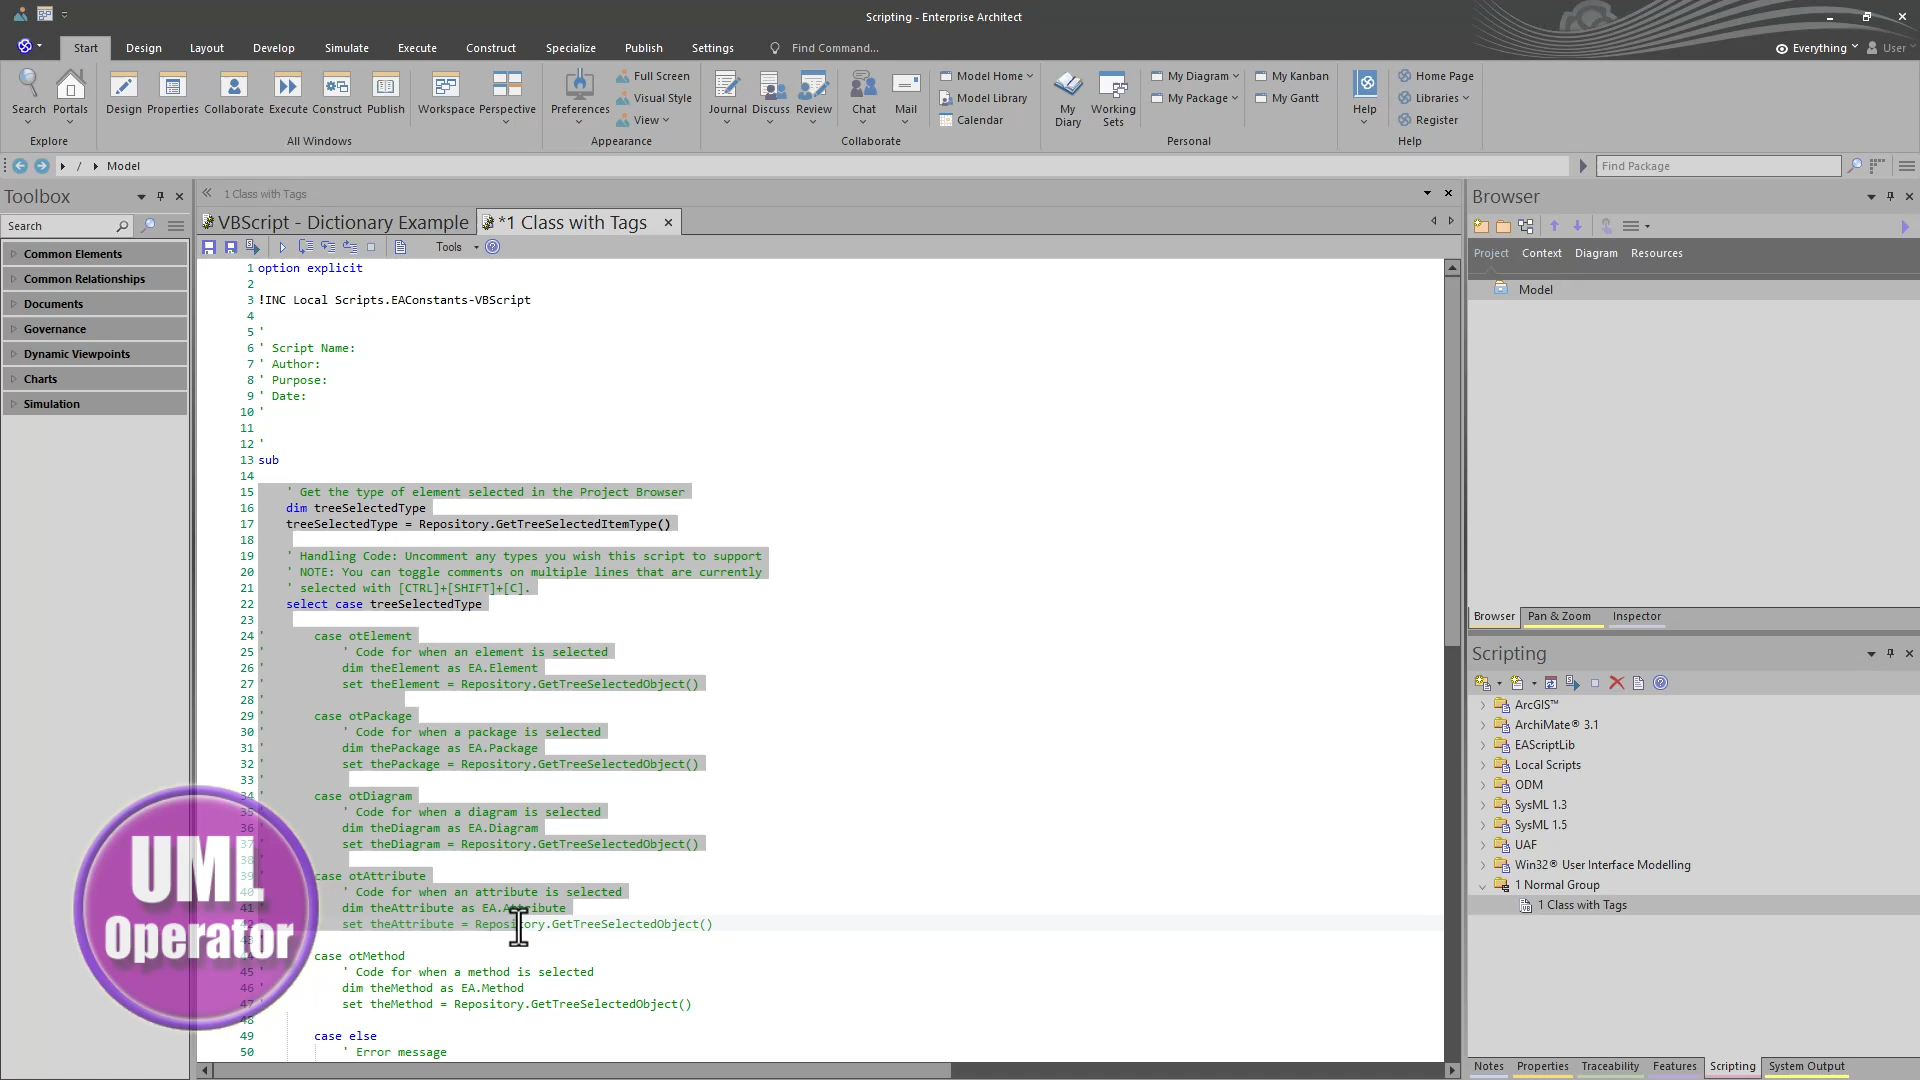 Scripting - Enterprise Architect
Start
Design
Layout
Develop
Simulate
Execute
Construct
Specialize
Publish
Settings
Find Command...
Everything
User
Search
Portals
Explore
Design
Properties
Collaborate
Execute
Construct
Publish
All Windows
Workspace
Perspective
Preferences
Full Screen
Visual Style
View
Appearance
Journal
Discuss
Review
Chat
Mail
Model Home
Model Library
Calendar
Collaborate
My Diary
Working Sets
My Diagram
My Package
My Kanban
My Gantt
Personal
Help
Home Page
Libraries
Register
Help
/ Model
Find Package
Toolbox
Search
Common Elements
Common Relationships
Documents
Governance
Dynamic Viewpoints
Charts
Simulation
1 Class with Tags
VBScript - Dictionary Example
*1 Class with Tags
Tools
1 option explicit
2
3 !INC Local Scripts.EAConstants-VBScript
4
5 '
6 ' Script Name:
7 ' Author:
8 ' Purpose:
9 ' Date:
10 '
11
12 '
13 sub
14
15 ' Get the type of element selected in the Project Browser
16 dim treeSelectedType
17 treeSelectedType = Repository.GetTreeSelectedItemType()
18
19 ' Handling Code: Uncomment any types you wish this script to support
20 ' NOTE: You can toggle comments on multiple lines that are currently
21 ' selected with [CTRL]+[SHIFT]+[C].
22 select case treeSelectedType
23
24 ' case otElement
25 ' ' Code for when an element is selected
26 ' dim theElement as EA.Element
27 ' set theElement = Repository.GetTreeSelectedObject()
28 '
29 ' case otPackage
30 ' ' Code for when a package is selected
31 ' dim thePackage as EA.Package
32 ' set thePackage = Repository.GetTreeSelectedObject()
33 '
34 ' case otDiagram
35 ' ' Code for when a diagram is selected
36 ' dim theDiagram as EA.Diagram
37 ' set theDiagram = Repository.GetTreeSelectedObject()
38 '
39 ' case otAttribute
40 ' ' Code for when an attribute is selected
41 ' dim theAttribute as EA.Attribute
42 ' set theAttribute = Repository.GetTreeSelectedObject()
43 '
44 ' case otMethod
45 ' ' Code for when a method is selected
46 ' dim theMethod as EA.Method
47 ' set theMethod = Repository.GetTreeSelectedObject()
48
49 case else
50 ' Error message
UML
Operator
Browser
Project
Context
Diagram
Resources
Model
Browser
Pan & Zoom
Inspector
Scripting
ArcGIS™
ArchiMate® 3.1
EAScriptLib
Local Scripts
ODM
SysML 1.3
SysML 1.5
UAF
Win32® User Interface Modelling
1 Normal Group
1 Class with Tags
Notes
Properties
Traceability
Features
Scripting
System Output